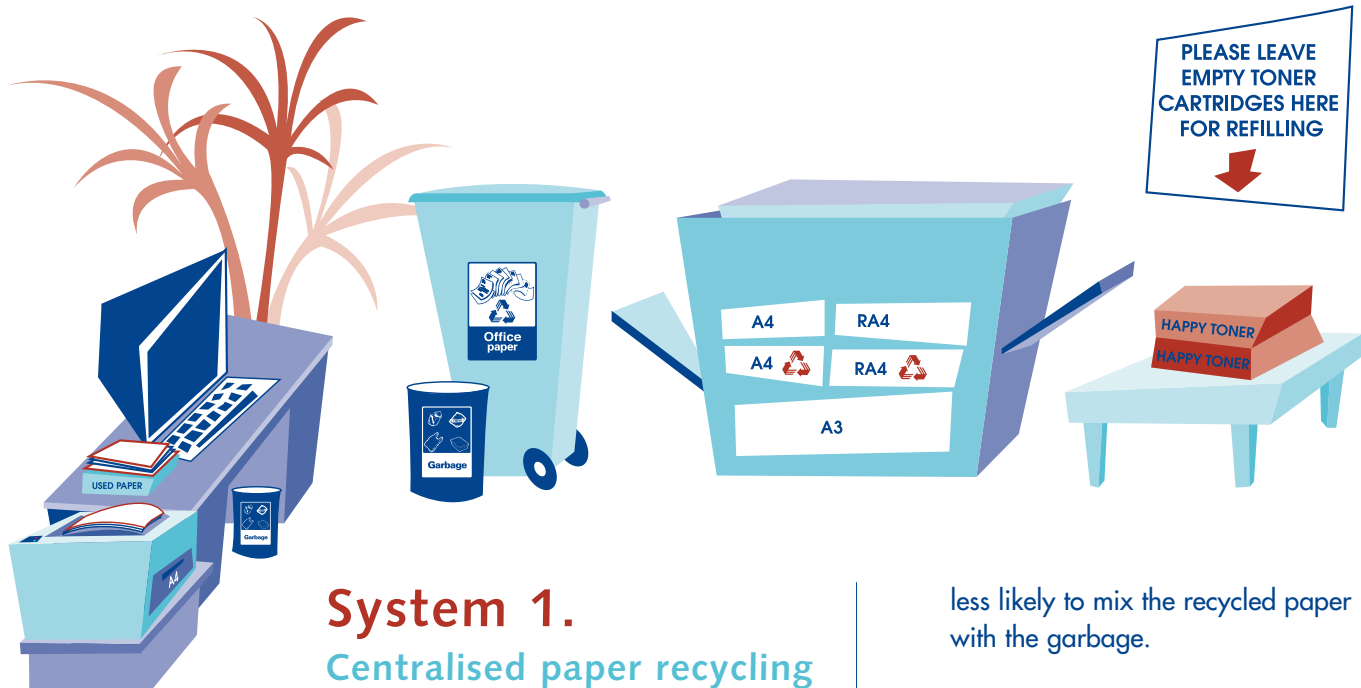 PLEASE LEAVE
EMPTY TONER
CARTRIDGES HERE
FOR REFILLING
Office
paper
A4
RA4
A4
RA4
A3
HAPPY TONER
HAPPY TONER
Garbage
USED PAPER
Garbage
A4
System 1.
Centralised paper recycling
less likely to mix the recycled paper
with the garbage.